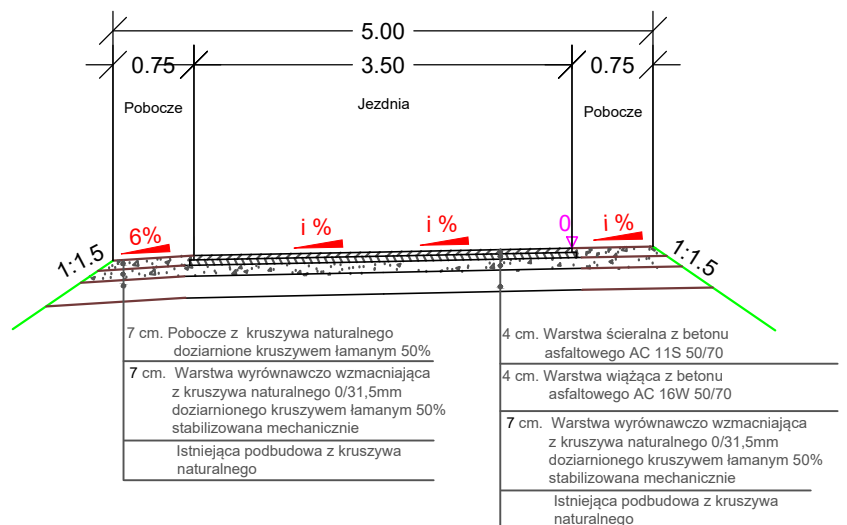 5.00
0.75 3.50 0.75
Pobocze Jezdnia Pobocze
6% i % i % 0 i %
1:1.5 1:1.5
7 cm. Pobocze z kruszywa naturalnego
doziarnione kruszywem łamanym 50%
7 cm. Warstwa wyrównawczo wzmacniająca
z kruszywa naturalnego 0/31,5mm
doziarnionego kruszywem łamanym 50%
stabilizowana mechanicznie
Istniejąca podbudowa z kruszywa
naturalnego
4 cm. Warstwa ścieralna z betonu
asfaltowego AC 11S 50/70
4 cm. Warstwa wiążąca z betonu
asfaltowego AC 16W 50/70
7 cm. Warstwa wyrównawczo wzmacniająca
z kruszywa naturalnego 0/31,5mm
doziarnionego kruszywem łamanym 50%
stabilizowana mechanicznie
Istniejąca podbudowa z kruszywa
naturalnego